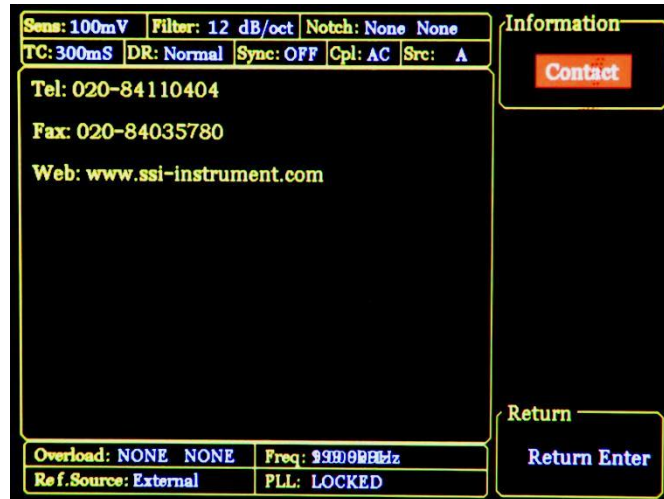 Sens: 100mV Filter: 12 dB/oct Notch: None None
TC: 300mS DR: Normal Sync: OFF Cpl: AC Src: A
Information
Contact
Tel: 020-84110404
Fax: 020-84035780
Web: www.ssi-instrument.com
Overload: NONE NONE Freq:
Ref.Source: External PLL: LOCKED
Return
Return Enter